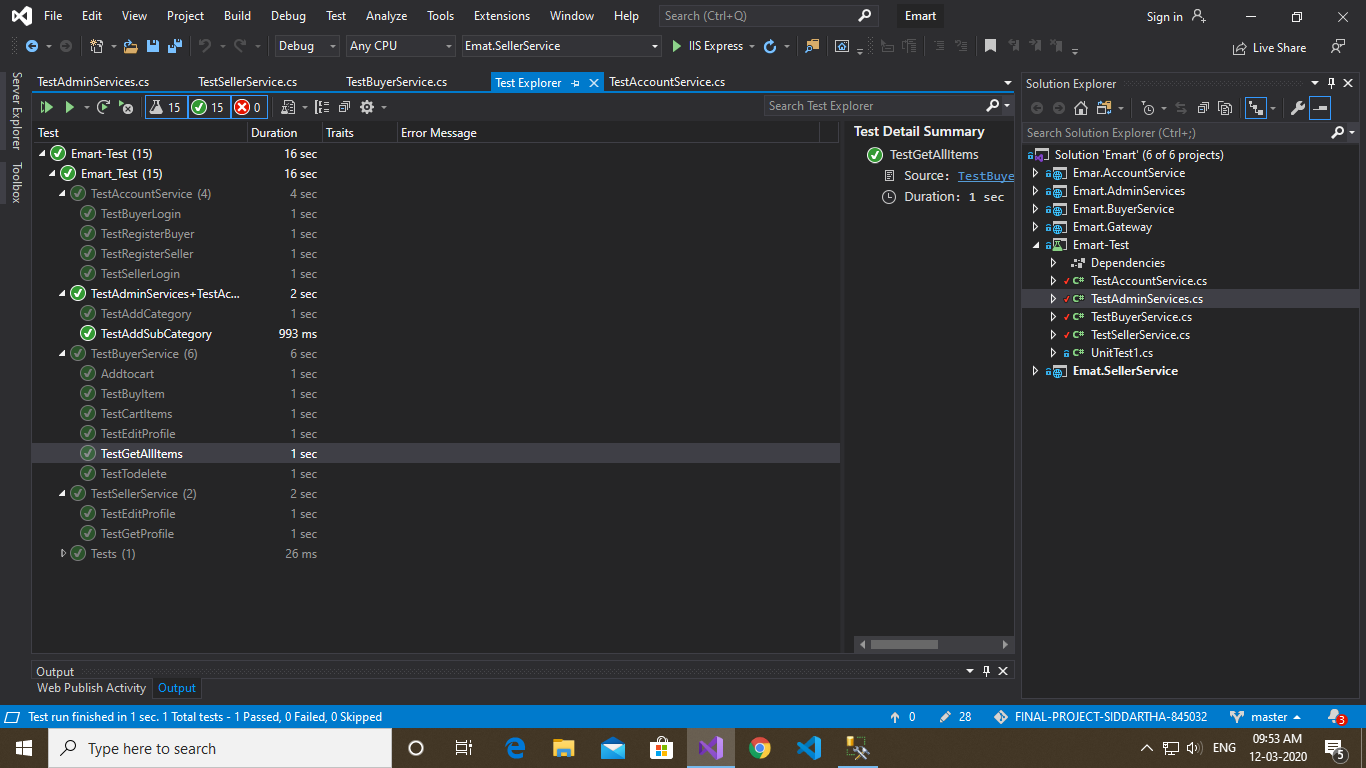 File Edit View Project Build Debug Test Analyze Tools Extensions Window Help Search (Ctrl+Q) Emart Sign in
Debug Any CPU Emat.SellerService IIS Express Live Share
Server Explorer
Toolbox
TestAdminServices.cs TestSellerService.cs TestBuyerService.cs Test Explorer TestAccountService.cs
15 15 0 Search Test Explorer
Test Duration Traits Error Message
Emart-Test (15) 16 sec
Emart_Test (15) 16 sec
TestAccountService (4) 4 sec
TestBuyerLogin 1 sec
TestRegisterBuyer 1 sec
TestRegisterSeller 1 sec
TestSellerLogin 1 sec
TestAdminServices+TestAc... 2 sec
TestAddCategory 1 sec
TestAddSubCategory 993 ms
TestBuyerService (6) 6 sec
Addtocart 1 sec
TestBuyItem 1 sec
TestCartItems 1 sec
TestEditProfile 1 sec
TestGetAllItems 1 sec
TestTodelete 1 sec
TestSellerService (2) 2 sec
TestEditProfile 1 sec
TestGetProfile 1 sec
Tests (1) 26 ms
Test Detail Summary
TestGetAllItems
Source: TestBuye
Duration: 1 sec
Solution Explorer
Search Solution Explorer (Ctrl+;)
Solution 'Emart' (6 of 6 projects)
Emar.AccountService
Emart.AdminServices
Emart.BuyerService
Emart.Gateway
Emart-Test
Dependencies
C# TestAccountService.cs
C# TestAdminServices.cs
C# TestBuyerService.cs
C# TestSellerService.cs
C# UnitTest1.cs
Emat.SellerService
Output
Web Publish Activity Output
Test run finished in 1 sec. 1 Total tests - 1 Passed, 0 Failed, 0 Skipped 0 28 FINAL-PROJECT-SIDDARTHA-845032 master 3
Type here to search ENG 09:53 AM
12-03-2020 5